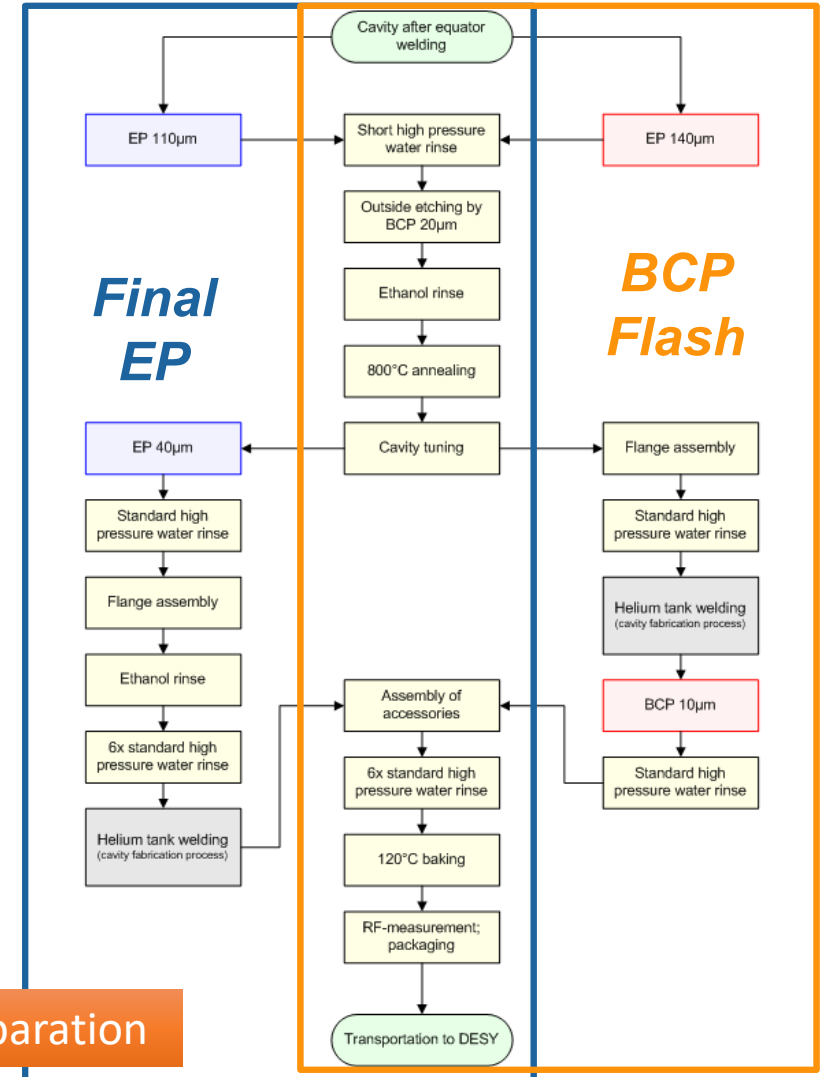 Cavity after equator
welding
EP 110µm
Short high pressure
water rinse
EP 140µm
Outside etching by
BCP 20µm
Final
EP
Ethanol rinse
BCP
Flash
800°C annealing
EP 40µm
Cavity tuning
Flange assembly
Standard high
pressure water rinse
Standard high
pressure water rinse
Flange assembly
Helium tank welding
(cavity fabrication process)
Ethanol rinse
Assembly of
accessories
BCP 10µm
6x standard high
pressure water rinse
6x standard high
pressure water rinse
Standard high
pressure water rinse
Helium tank welding
(cavity fabrication process)
120°C baking
RF-measurement;
packaging
paration
Transportation to DESY